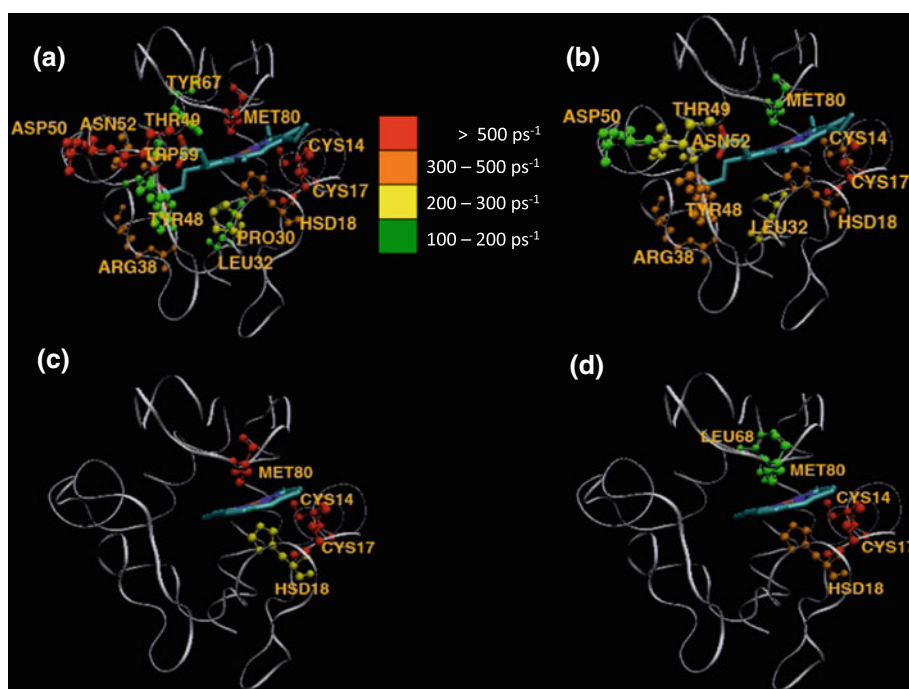 (a)
TYR67
THR49
MET80
ASP50
ASN52
TRP59
CYS14
CYS17
TYR48
HSD18
PRO30
ARG38
LEU32
> 500 ps-1
300 – 500 ps-1
200 – 300 ps-1
100 – 200 ps-1
(b)
THR49
MET80
ASP50
ASN52
CYS14
CYS17
TYR48
HSD18
LEU32
ARG38
(c)
MET80
CYS14
CYS17
HSD18
(d)
LEU68
MET80
CYS14
CYS17
HSD18